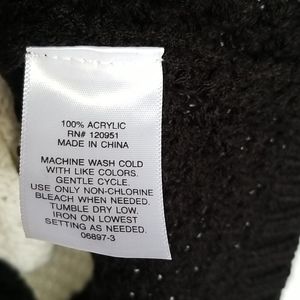 100% ACRYLIC
RN# 120951
MADE IN CHINA
MACHINE WASH COLD
WITH LIKE COLORS.
GENTLE CYCLE
USE ONLY NON-CHLORINE
BLEACH WHEN NEEDED.
TUMBLE DRY LOW.
IRON ON LOWEST
SETTING AS NEEDED.
06897-3